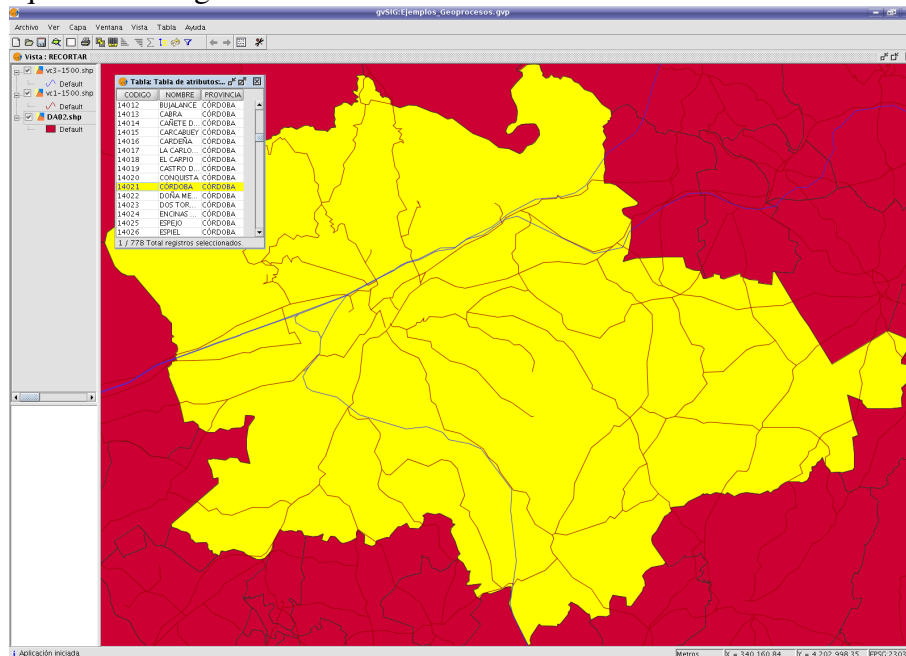 gvSIG:Ejemplos_Geoprocesos.gvp
Archivo Ver Capa Ventana Vista Tabla Ayuda
Vista : RECORTAR
vc3-1500.shp
Default
vc1-1500.shp
Default
DA02.shp
Default
Tabla: Tabla de atributos:...
CODIGO NOMBRE PROVINCIA
14012 BUJALANCE CÓRDOBA
14013 CABRA CÓRDOBA
14014 CAÑETE D... CÓRDOBA
14015 CARCABUEY CÓRDOBA
14016 CARDEÑA CÓRDOBA
14017 LA CARLO... CÓRDOBA
14018 EL CARPIO CÓRDOBA
14019 CASTRO D... CÓRDOBA
14020 CONQUISTA CÓRDOBA
14021 CÓRDOBA CÓRDOBA
14022 DOÑA ME... CÓRDOBA
14023 DOS TOR... CÓRDOBA
14024 ENCINAS ... CÓRDOBA
14025 ESPEJO CÓRDOBA
14026 ESPIEL CÓRDOBA
1 / 778 Total registros seleccionados.
Aplicación iniciada Metros X = 340.160,84 Y = 4.202.998,35 EPSG:2303